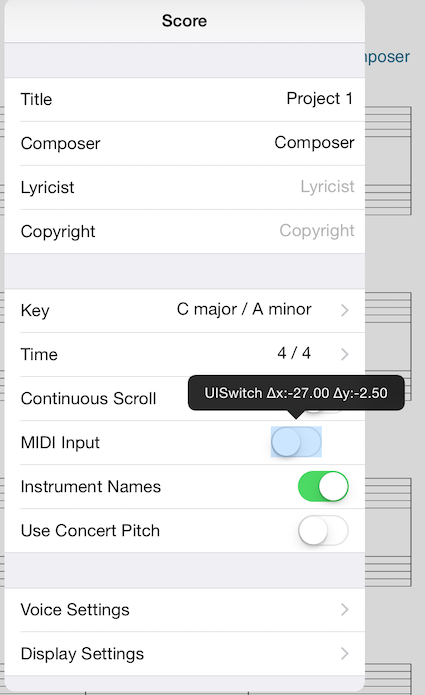 Score
mposer
Title Project 1
Composer Composer
Lyricist Lyricist
Copyright Copyright
Key C major / A minor
Time 4 / 4
UISwitch Δx:-27.00 Δy:-2.50
Continuous Scroll
MIDI Input
Instrument Names
Use Concert Pitch
Voice Settings
Display Settings